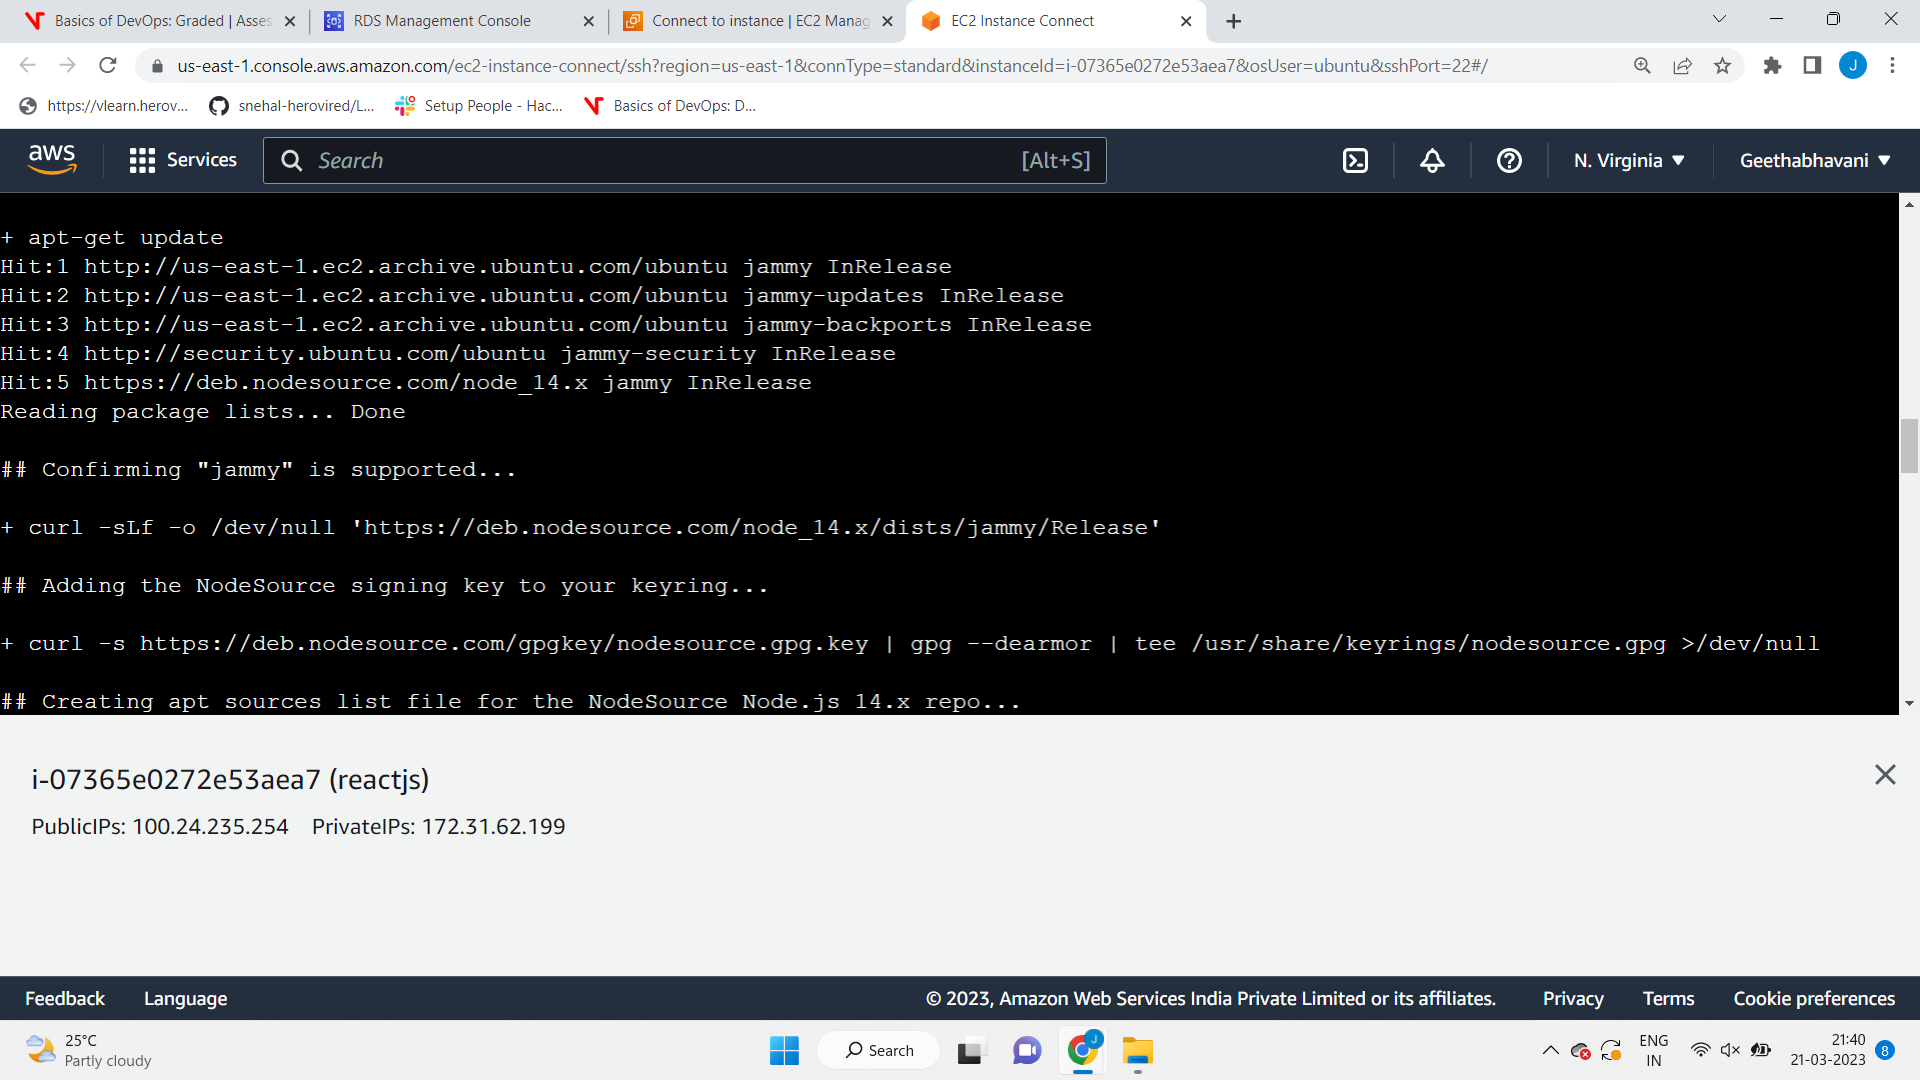 Basics of DevOps: Graded | Asses
RDS Management Console
Connect to instance | EC2 Manag
EC2 Instance Connect
us-east-1.console.aws.amazon.com/ec2-instance-connect/ssh?region=us-east-1&connType=standard&instanceId=i-07365e0272e53aea7&osUser=ubuntu&sshPort=22#/
J
https://vlearn.herov...
snehal-herovired/L...
Setup People - Hac...
Basics of DevOps: D...
aws
Services
Search
[Alt+S]
N. Virginia
Geethabhavani
+ apt-get update
Hit:1 http://us-east-1.ec2.archive.ubuntu.com/ubuntu jammy InRelease
Hit:2 http://us-east-1.ec2.archive.ubuntu.com/ubuntu jammy-updates InRelease
Hit:3 http://us-east-1.ec2.archive.ubuntu.com/ubuntu jammy-backports InRelease
Hit:4 http://security.ubuntu.com/ubuntu jammy-security InRelease
Hit:5 https://deb.nodesource.com/node_14.x jammy InRelease
Reading package lists... Done
## Confirming "jammy" is supported...
+ curl -sLf -o /dev/null 'https://deb.nodesource.com/node_14.x/dists/jammy/Release'
## Adding the NodeSource signing key to your keyring...
+ curl -s https://deb.nodesource.com/gpgkey/nodesource.gpg.key | gpg --dearmor | tee /usr/share/keyrings/nodesource.gpg >/dev/null
## Creating apt sources list file for the NodeSource Node.js 14.x repo...
i-07365e0272e53aea7 (reactjs)
PublicIPs: 100.24.235.254 PrivateIPs: 172.31.62.199
Feedback
Language
© 2023, Amazon Web Services India Private Limited or its affiliates.
Privacy
Terms
Cookie preferences
25°C
Partly cloudy
Search
J
ENG
IN
21:40
21-03-2023
8